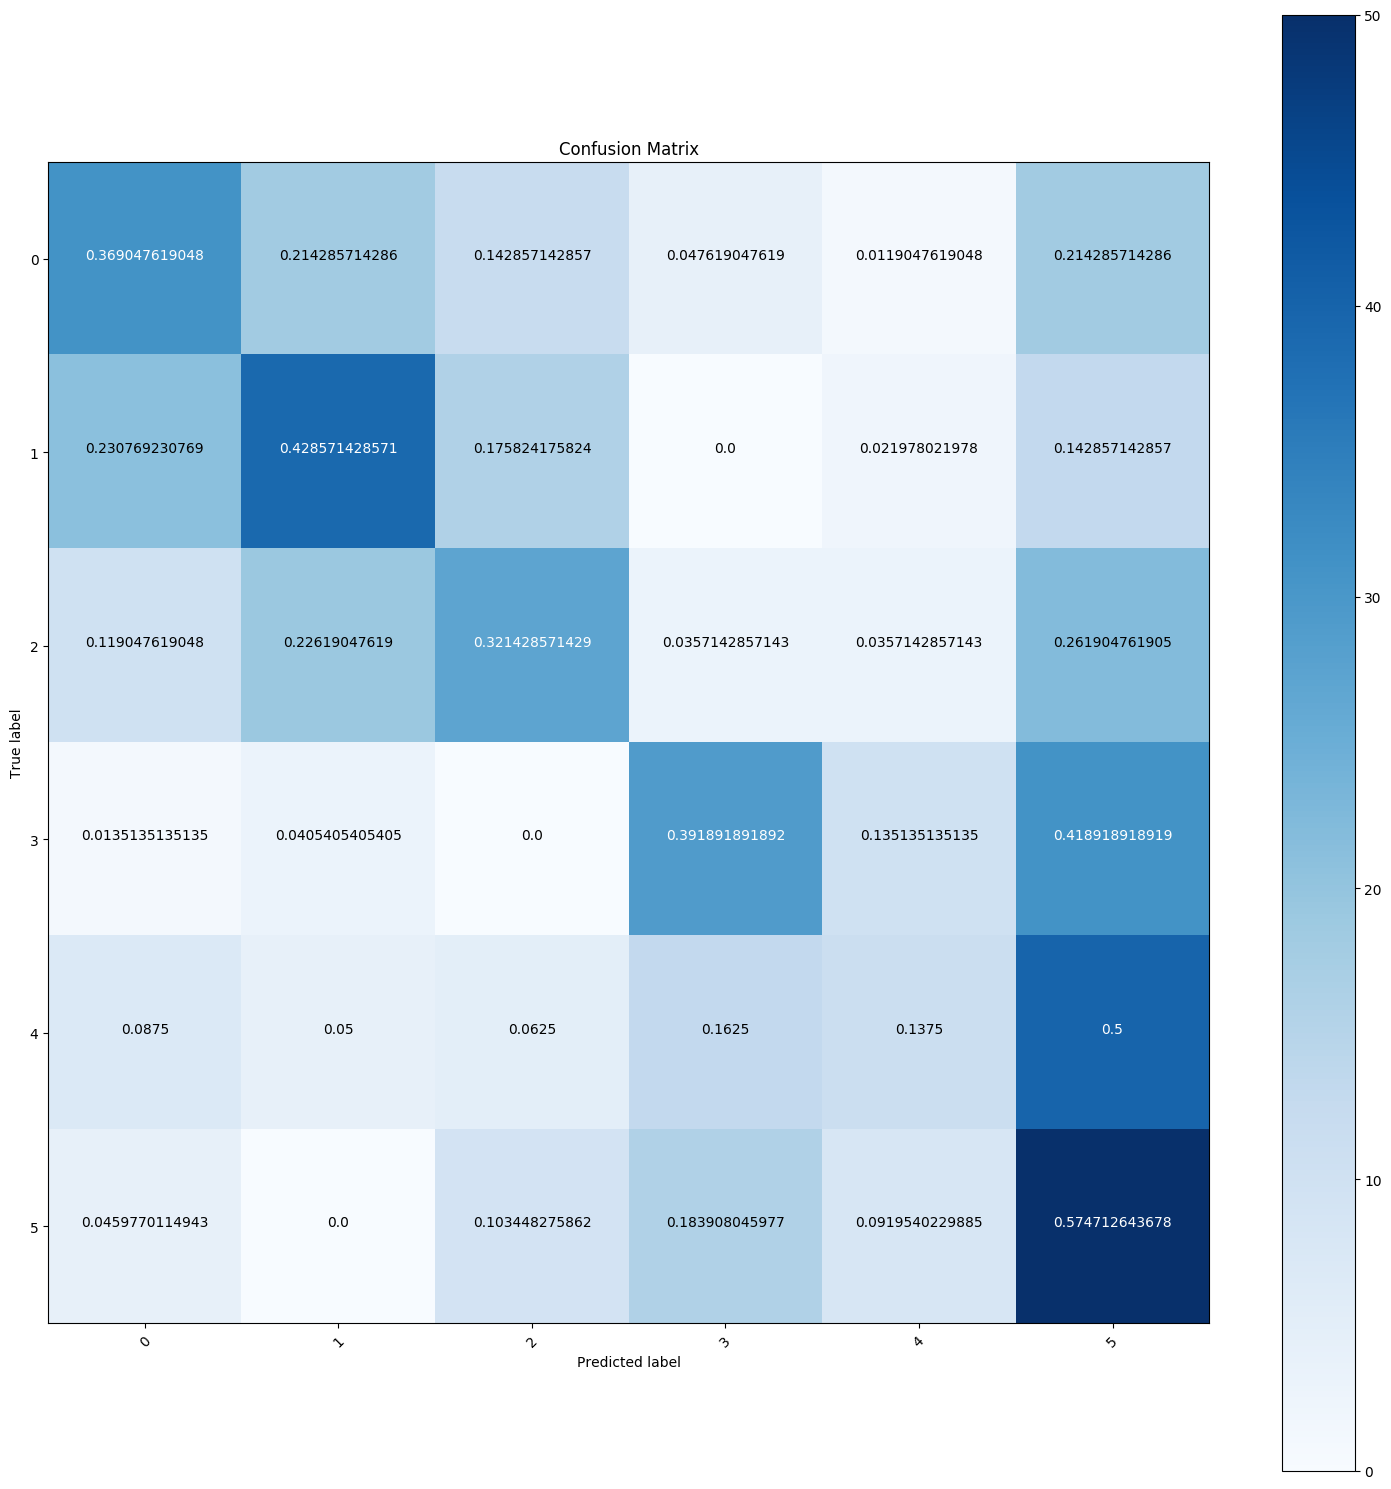 Confusion Matrix
50
40
30
20
10
0
True label
0 0.369047619048 0.214285714286 0.142857142857 0.047619047619 0.0119047619048 0.214285714286
1 0.230769230769 0.428571428571 0.175824175824 0.0 0.021978021978 0.142857142857
2 0.119047619048 0.22619047619 0.321428571429 0.0357142857143 0.0357142857143 0.261904761905
3 0.0135135135135 0.0405405405405 0.0 0.391891891892 0.135135135135 0.418918918919
4 0.0875 0.05 0.0625 0.1625 0.1375 0.5
5 0.0459770114943 0.0 0.103448275862 0.183908045977 0.0919540229885 0.574712643678
0 1 2 3 4 5
Predicted label